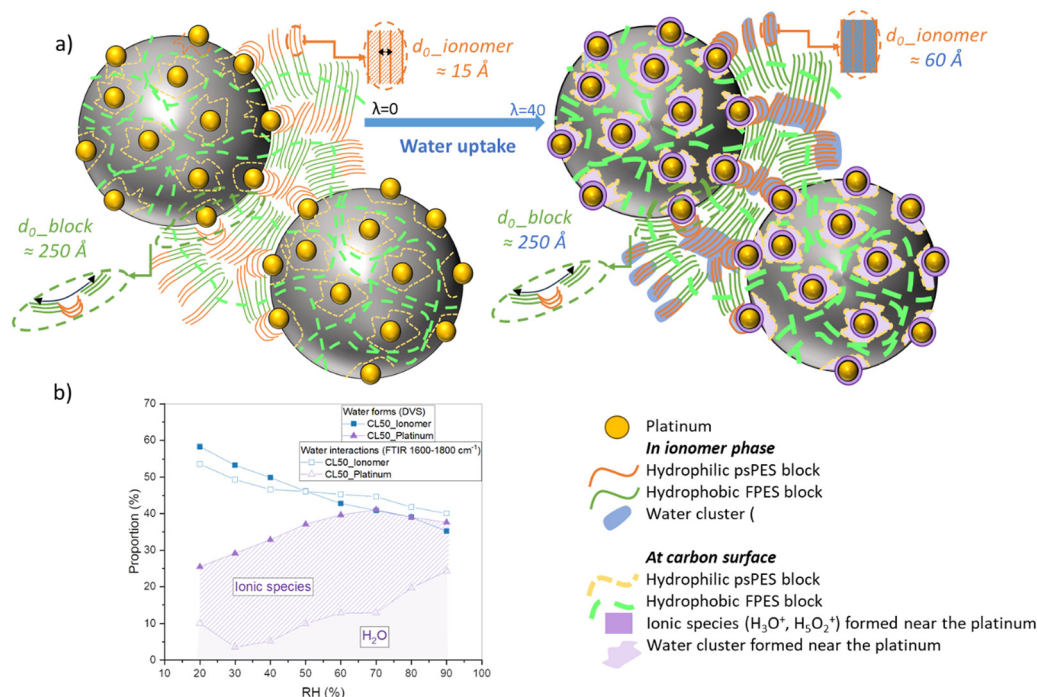 a)
d₀_ionomer
≈ 15 Å
λ=0
λ=40
Water uptake
d₀_block
≈ 250 Å
d₀_ionomer
≈ 60 Å
d₀_block
≈ 250 Å
b)
Water forms (DVS)
CL50_Ionomer
CL50_Platinum
Water interactions (FTIR 1600-1800 cm⁻¹)
CL50_Ionomer
CL50_Platinum
Proportion (%)
70
60
50
40
30
20
10
0
Ionic species
H₂O
10 20 30 40 50 60 70 80 90 100
RH (%)
Platinum
In ionomer phase
Hydrophilic psPES block
Hydrophobic FPES block
Water cluster (
At carbon surface
Hydrophilic psPES block
Hydrophobic FPES block
Ionic species (H₃O⁺, H₅O₂⁺) formed near the platinum
Water cluster formed near the platinum